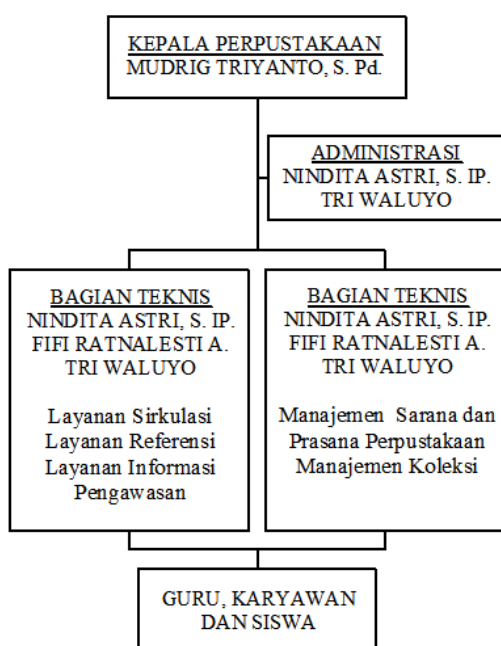 KEPALA PERPUSTAKAAN
MUDRIG TRIYANTO, S. Pd.
ADMINISTRASI
NINDITA ASTRI, S. IP.
TRI WALUYO
BAGIAN TEKNIS
NINDITA ASTRI, S. IP.
FIFI RATNALESTI A.
TRI WALUYO
Layanan Sirkulasi
Layanan Referensi
Layanan Informasi
Pengawasan
BAGIAN TEKNIS
NINDITA ASTRI, S. IP.
FIFI RATNALESTI A.
TRI WALUYO
Manajemen Sarana dan
Prasana Perpustakaan
Manajemen Koleksi
GURU, KARYAWAN
DAN SISWA